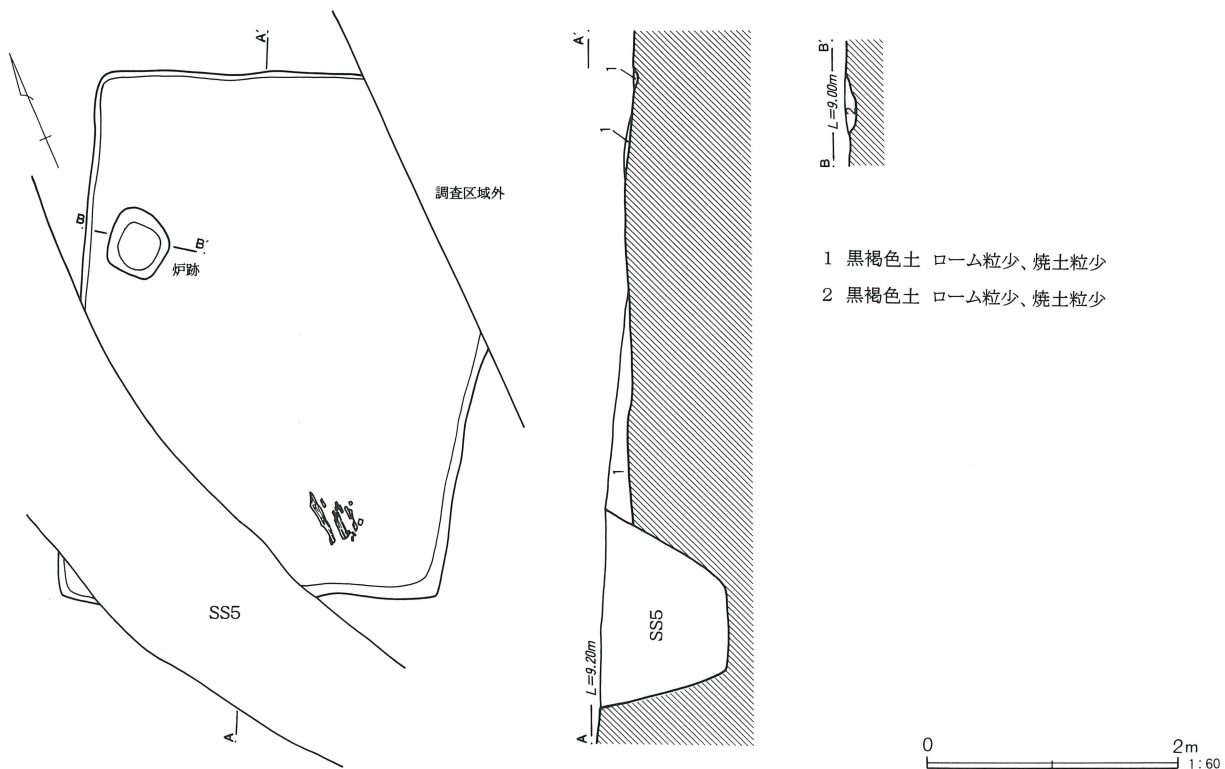 A´
調査区域外
B
B´
炉跡
SS5
A
A´
1
1
1
SS5
L=9.20m
A
B´
L=9.00m
2
B
1 黒褐色土 ローム粒少、焼土粒少
2 黒褐色土 ローム粒少、焼土粒少
0 2m
1:60